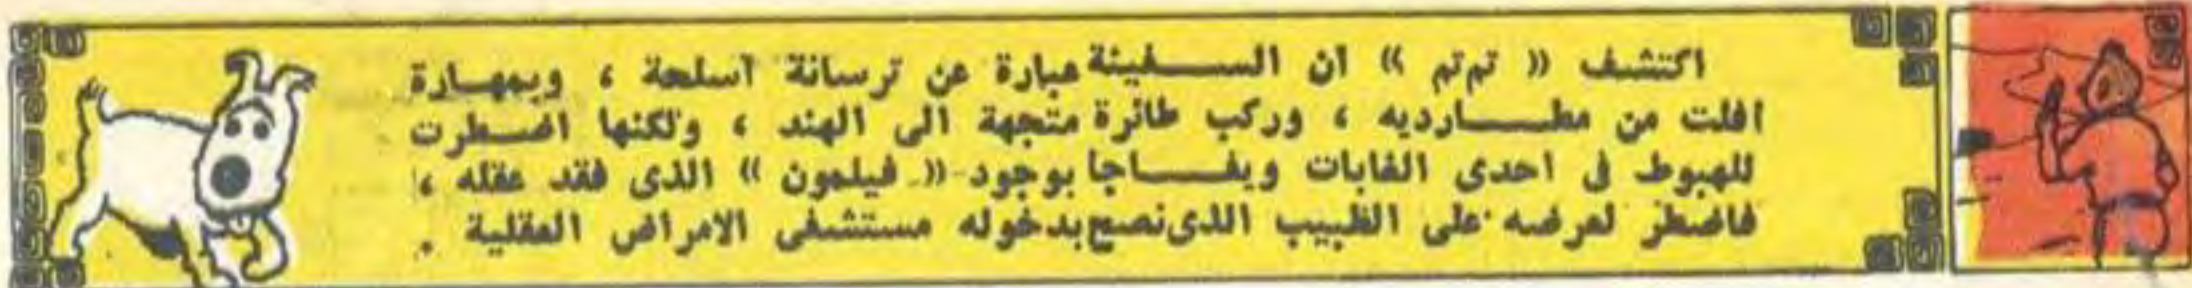 اكتشف « تم تم » ان السفينة عبارة عن ترسانة أسلحة ، وبمهارة
افلت من مطارديه ، وركب طائرة متجهة الى الهند ، ولكنها اضطرت
للهبوط فى احدى الغابات ويفاجا بوجود « فيلمون » الذى فقد عقله ،
فاضطر لعرضه على الطبيب الذى نصح بدخوله مستشفى الامراض العقلية .